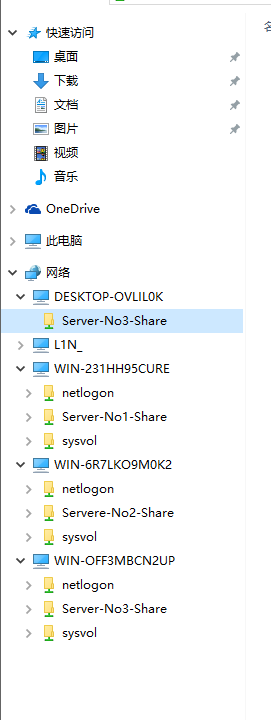 快速访问
桌面
下载
文档
图片
视频
音乐
OneDrive
此电脑
网络
DESKTOP-OVLIL0K
Server-No3-Share
L1N_
WIN-231HH95CURE
netlogon
Server-No1-Share
sysvol
WIN-6R7LKO9M0K2
netlogon
Servere-No2-Share
sysvol
WIN-OFF3MBCN2UP
netlogon
Server-No3-Share
sysvol